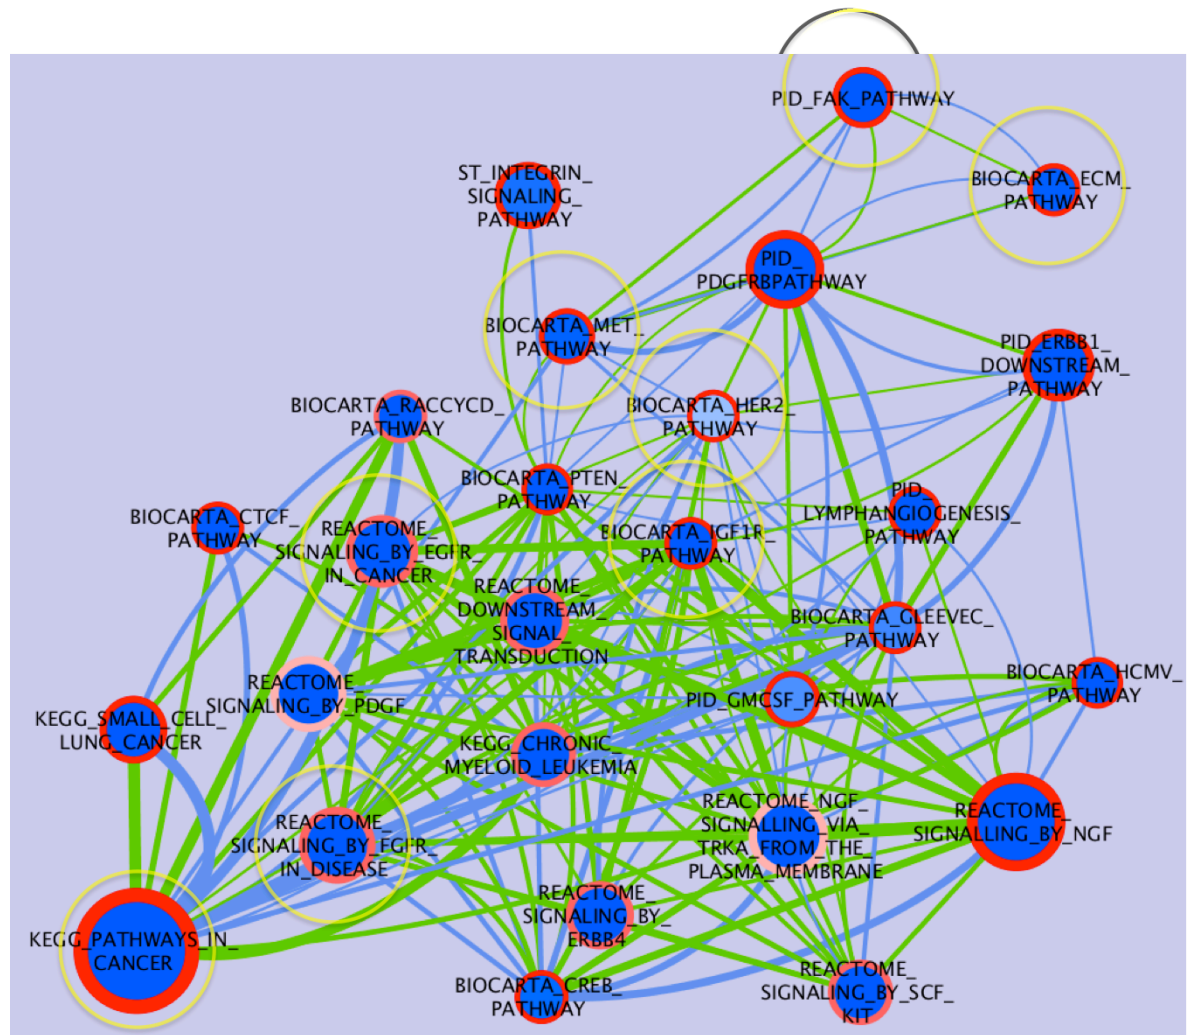 PID_FAK_PATHWAY
ST_INTEGRIN_
SIGNALING_
PATHWAY
BIOCARTA_ECM_
PATHWAY
PID_
PDGFRBPATHWAY
BIOCARTA_MET_
PATHWAY
PID_ERBB1_
DOWNSTREAM_
PATHWAY
BIOCARTA_RACCYCD_
PATHWAY
BIOCARTA_HER2_
PATHWAY
BIOCARTA_PTEN_
PATHWAY
PID_
LYMPHANGIOGENESIS_
PATHWAY
BIOCARTA_CTCF_
PATHWAY
REACTOME_
SIGNALING_BY_EGFR_
IN_CANCER
BIOCARTA_IGF1R_
PATHWAY
REACTOME_
DOWNSTREAM_
SIGNAL_
TRANSDUCTION
BIOCARTA_GLEEVEC_
PATHWAY
REACTOME_
SIGNALING_BY_PDGF
PID_GMCSF_PATHWAY
BIOCARTA_HCMV_
PATHWAY
KEGG_SMALL_CELL_
LUNG_CANCER
KEGG_CHRONIC_
MYELOID_LEUKEMIA
REACTOME_
SIGNALING_BY_FGFR_
IN_DISEASE
REACTOME_NGF_
SIGNALLING_VIA_
TRKA_FROM_THE_
PLASMA_MEMBRANE
REACTOME_
SIGNALLING_BY_NGF
REACTOME_
SIGNALING_BY_
ERBB4
KEGG_PATHWAYS_IN_
CANCER
BIOCARTA_CREB_
PATHWAY
REACTOME_
SIGNALING_BY_SCF_
KIT